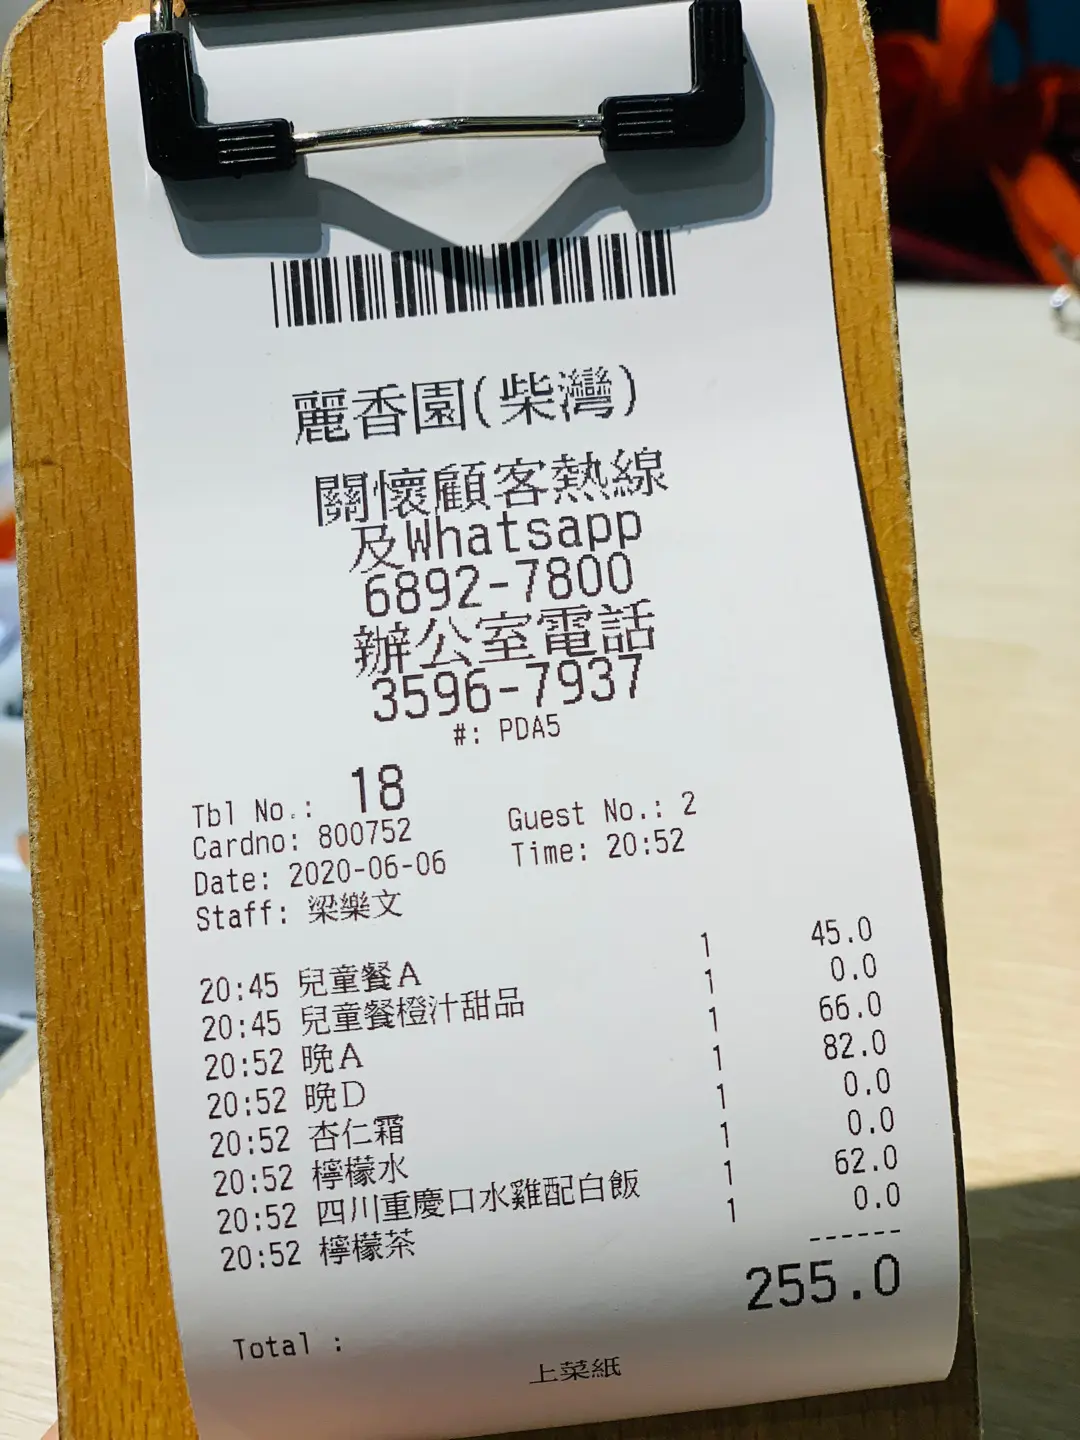 麗香園(柴灣)
關懷顧客熱線
及Whatsapp
6892-7800
辦公室電話
3596-7937
#: PDA5
Tbl No.: 18
Cardno: 800752 Guest No.: 2
Date: 2020-06-06 Time: 20:52
Staff: 梁樂文
20:45 兒童餐A 1 45.0
20:45 兒童餐橙汁甜品 1 0.0
20:52 晩A 1 66.0
20:52 晩D 1 82.0
20:52 杏仁霜 1 0.0
20:52 檸檬水 1 0.0
20:52 四川重慶口水雞配白飯 1 62.0
20:52 檸檬茶 1 0.0
------
Total : 255.0
上菜紙